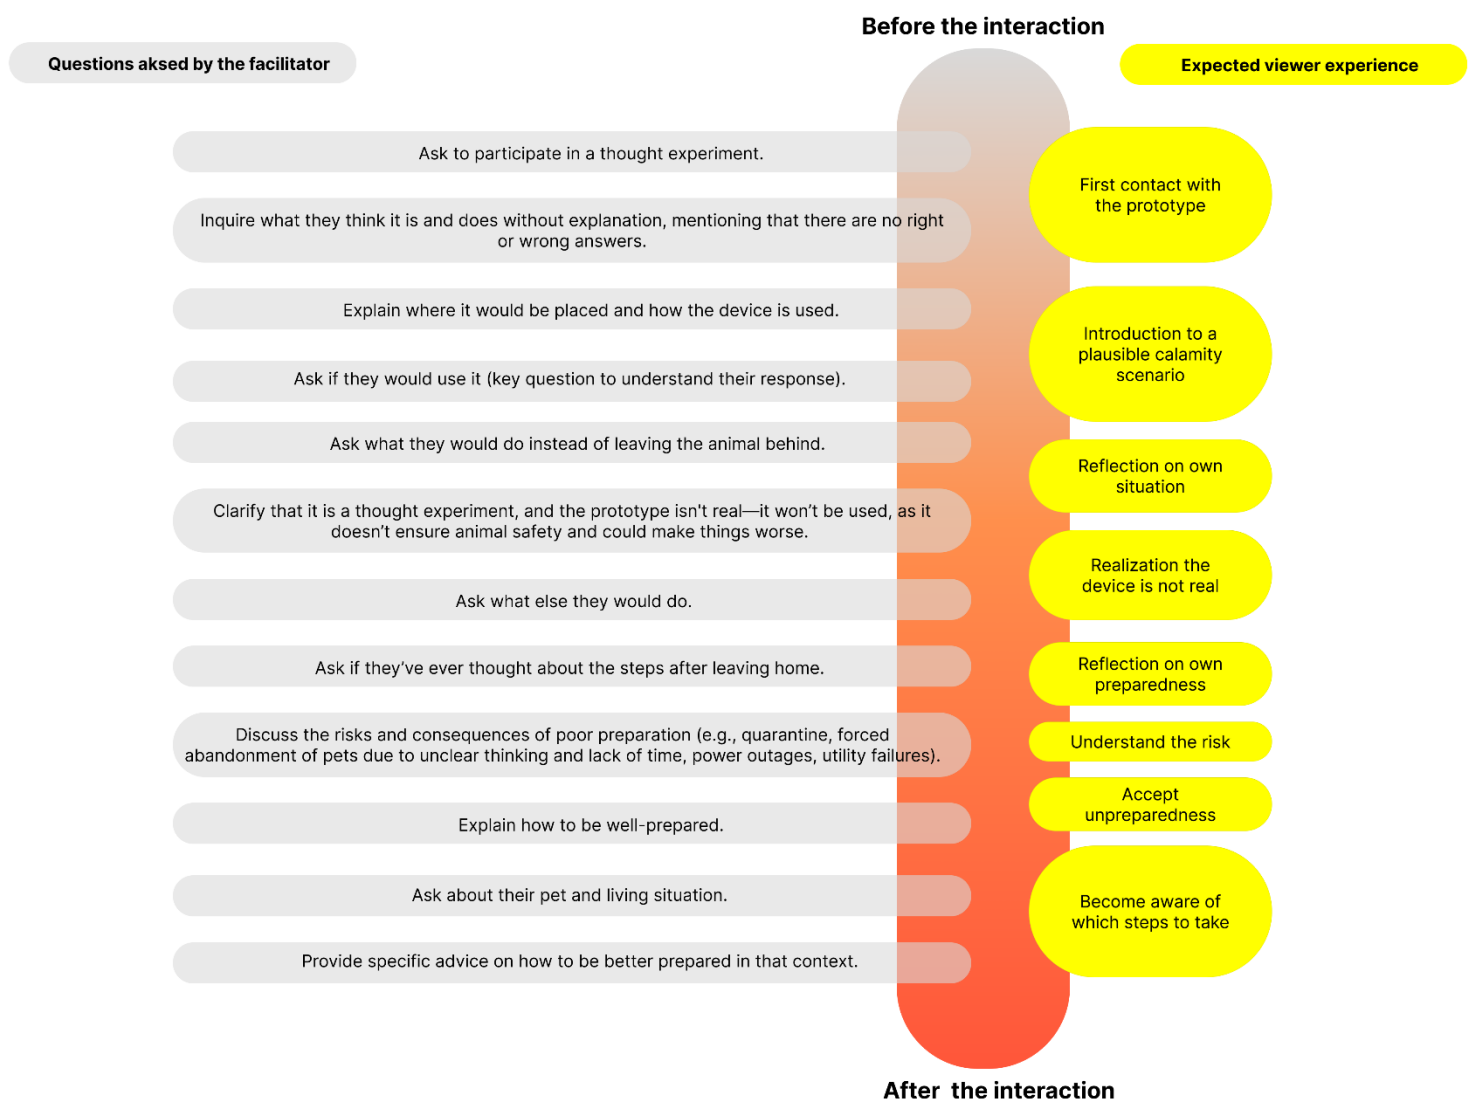 Before the interaction
Questions aksed by the facilitator
Expected viewer experience
Ask to participate in a thought experiment.
Inquire what they think it is and does without explanation, mentioning that there are no right
or wrong answers.
First contact with
the prototype
Explain where it would be placed and how the device is used.
Ask if they would use it (key question to understand their response).
Introduction to a
plausible calamity
scenario
Ask what they would do instead of leaving the animal behind.
Reflection on own
situation
Clarify that it is a thought experiment, and the prototype isn't real—it won’t be used, as it
doesn’t ensure animal safety and could make things worse.
Realization the
device is not real
Ask what else they would do.
Ask if they’ve ever thought about the steps after leaving home.
Reflection on own
preparedness
Discuss the risks and consequences of poor preparation (e.g., quarantine, forced
abandonment of pets due to unclear thinking and lack of time, power outages, utility failures).
Understand the risk
Accept
unpreparedness
Explain how to be well-prepared.
Ask about their pet and living situation.
Become aware of
which steps to take
Provide specific advice on how to be better prepared in that context.
After  the interaction